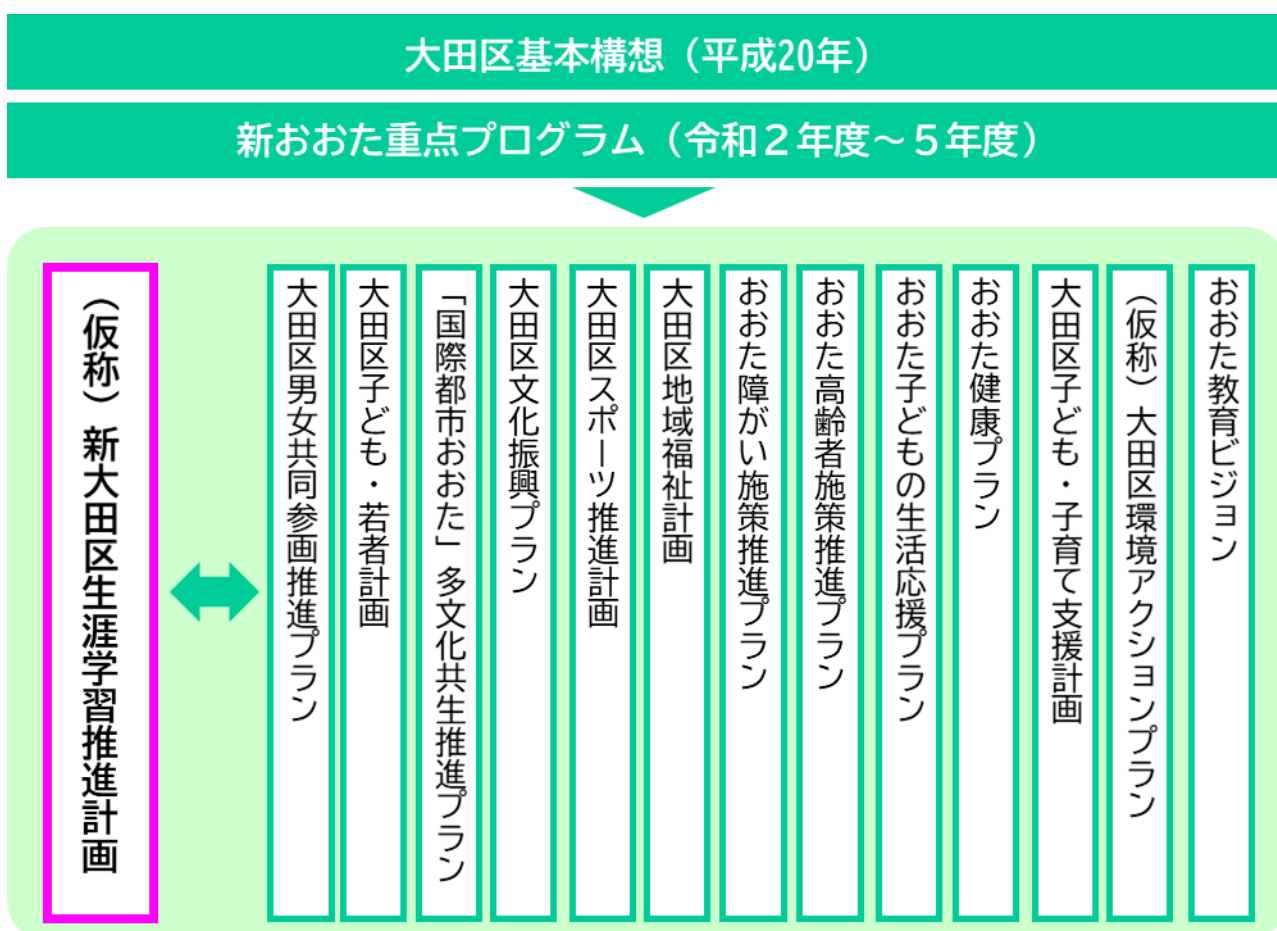 大田区基本構想（平成20年）
新おおた重点プログラム（令和２年度～５年度）
（仮称）新大田区生涯学習推進計画
大田区男女共同参画推進プラン
大田区子ども・若者計画
「国際都市おおた」多文化共生推進プラン
大田区文化振興プラン
大田区スポーツ推進計画
大田区地域福祉計画
おおた障がい施策推進プラン
おおた高齢者施策推進プラン
おおた子どもの生活応援プラン
おおた健康プラン
大田区子ども・子育て支援計画
（仮称）大田区環境アクションプラン
おおた教育ビジョン